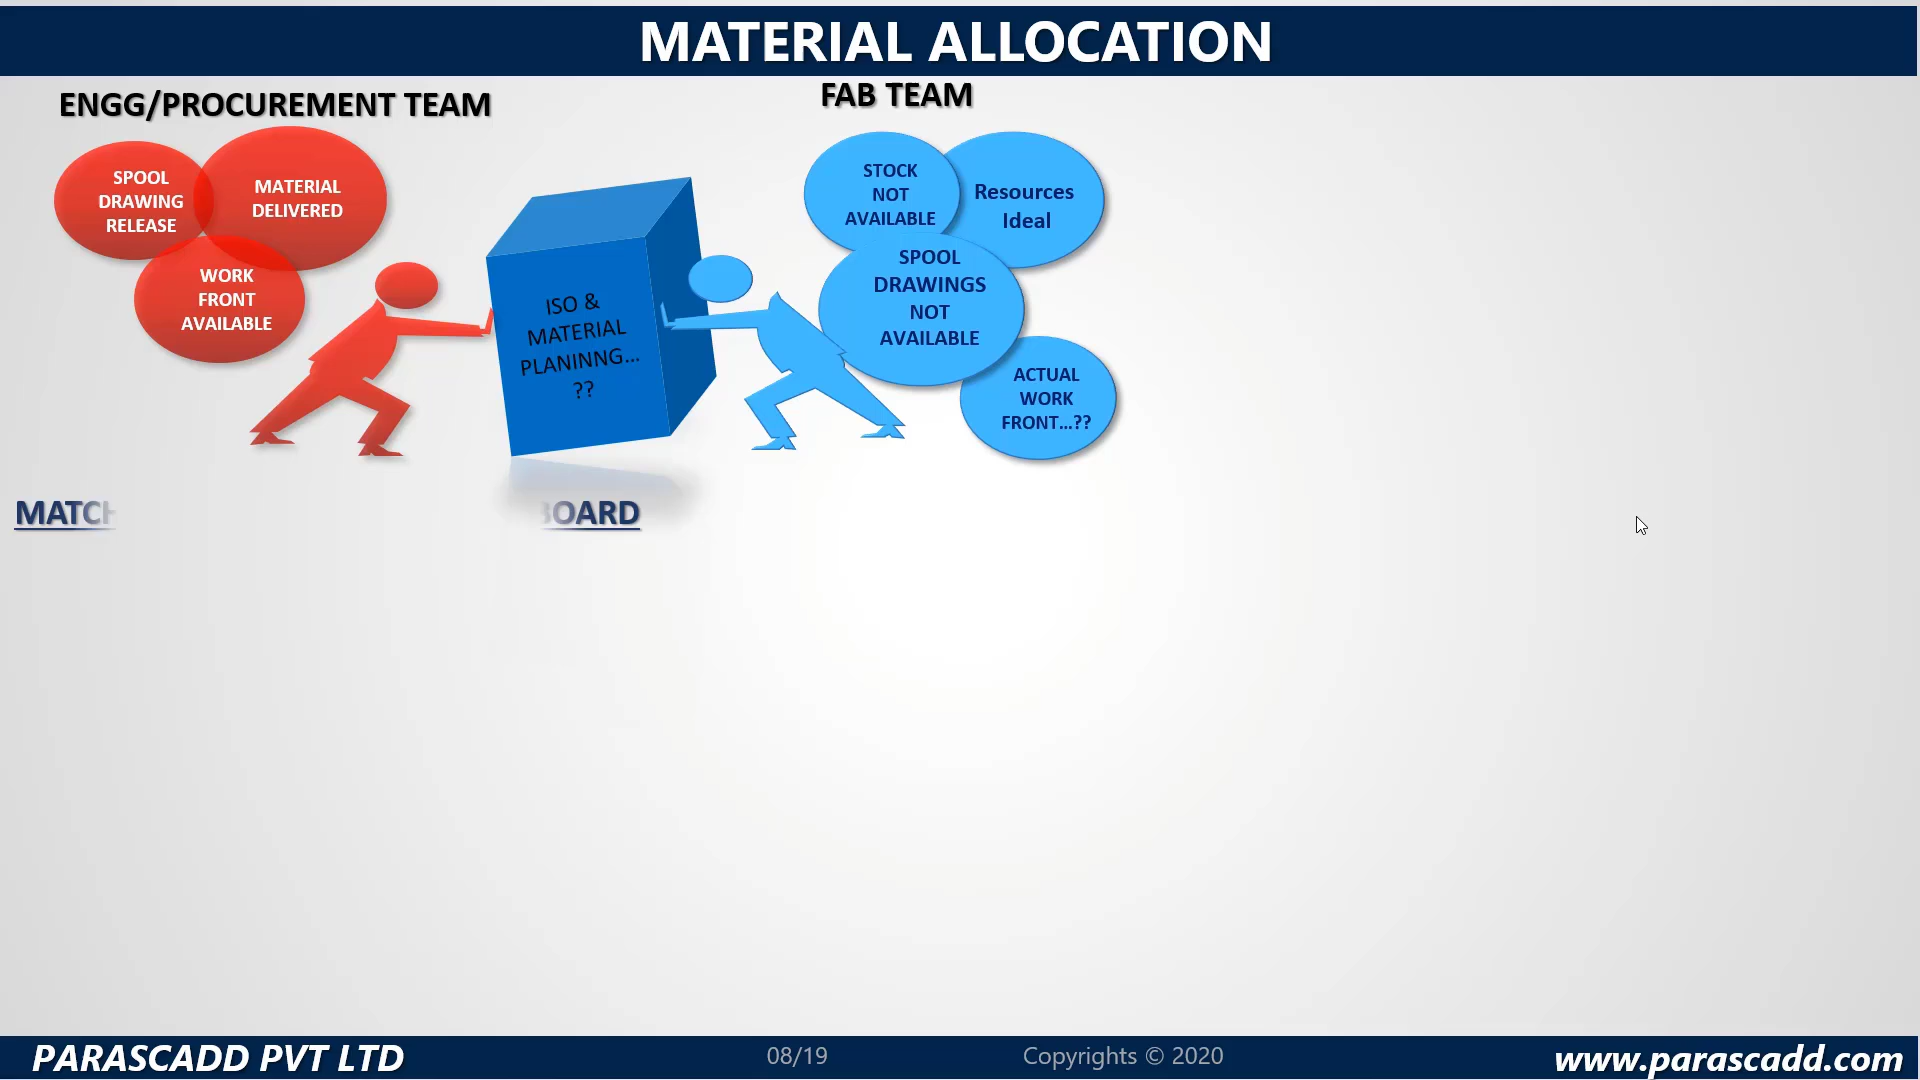 MATERIAL ALLOCATION
ENGG/PROCUREMENT TEAM
SPOOL
DRAWING
RELEASE
MATERIAL
DELIVERED
WORK
FRONT
AVAILABLE
ISO &
MATERIAL
PLANINNG...
??
FAB TEAM
STOCK
NOT
AVAILABLE
Resources
Ideal
SPOOL
DRAWINGS
NOT
AVAILABLE
ACTUAL
WORK
FRONT...??
PARASCADD PVT LTD
08/19
Copyrights © 2020
www.parascadd.com